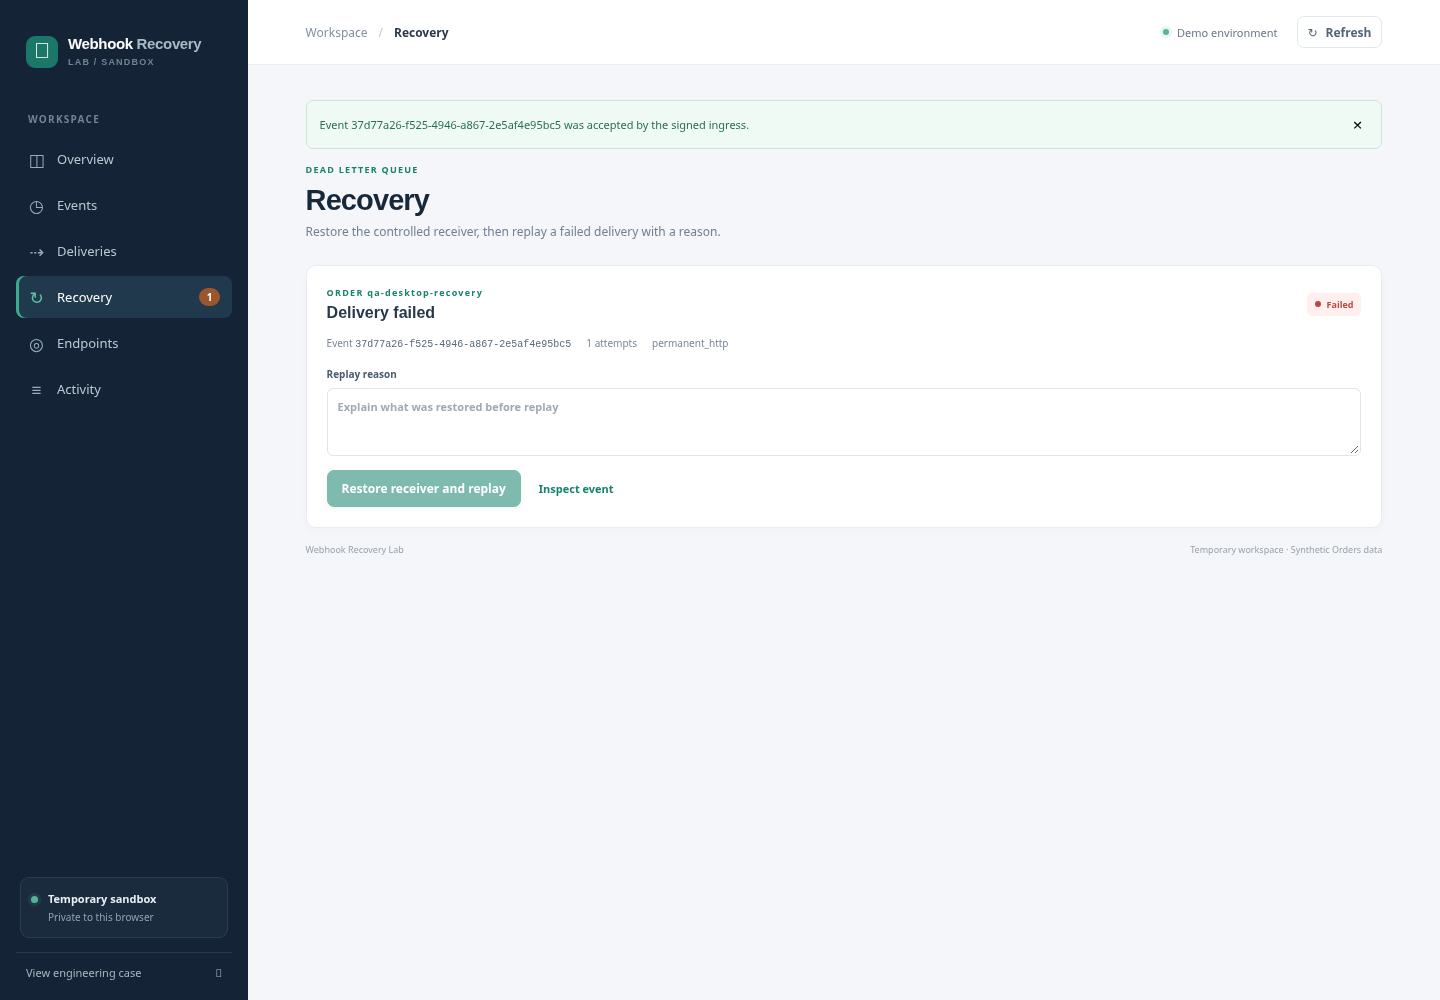 Webhook Recovery
LAB / SANDBOX
WORKSPACE
Overview
Events
Deliveries
Recovery 1
Endpoints
Activity
Temporary sandbox
Private to this browser
View engineering case
Workspace / Recovery
Demo environment
Refresh
Event 37d77a26-f525-4946-a867-2e5af4e95bc5 was accepted by the signed ingress.
DEAD LETTER QUEUE
Recovery
Restore the controlled receiver, then replay a failed delivery with a reason.
ORDER qa-desktop-recovery
Delivery failed
Failed
Event 37d77a26-f525-4946-a867-2e5af4e95bc5 1 attempts permanent_http
Replay reason
Explain what was restored before replay
Restore receiver and replay Inspect event
Webhook Recovery Lab
Temporary workspace · Synthetic Orders data